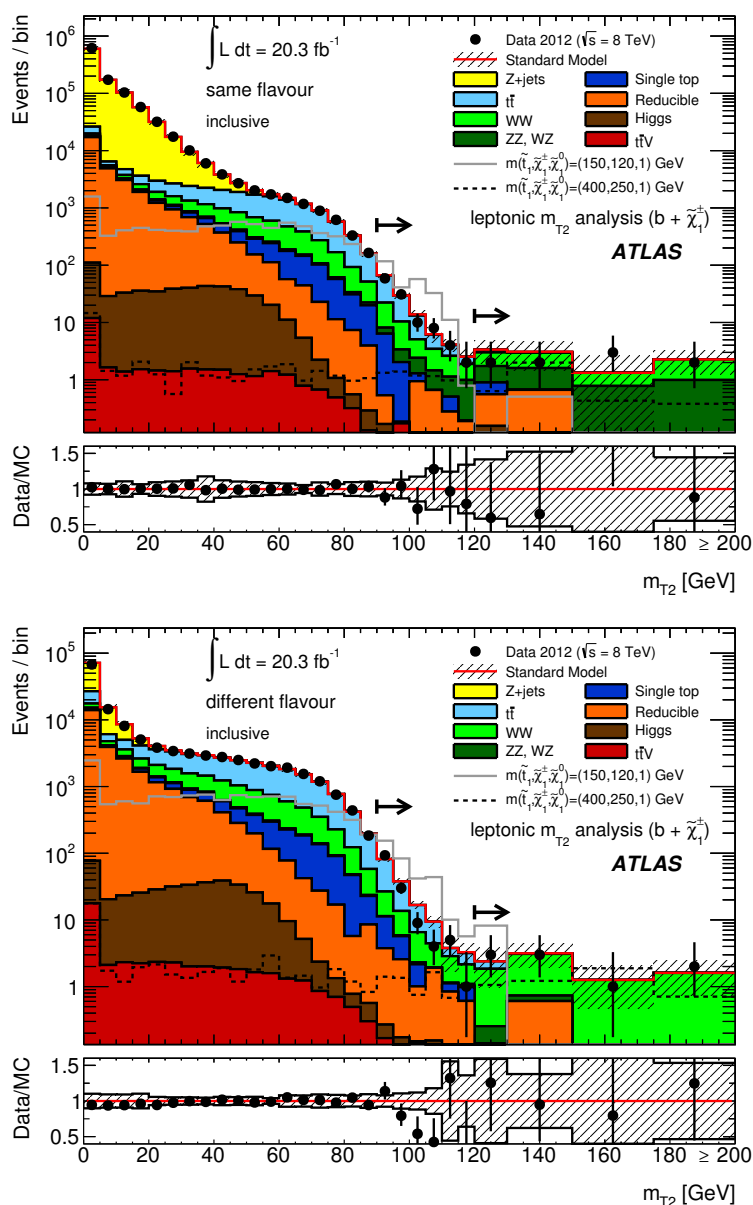 ∫ L dt = 20.3 fb⁻¹
same flavour
inclusive
Data 2012 (√s = 8 TeV)
Standard Model
Z+jets
Single top
tt̄
Reducible
WW
Higgs
ZZ, WZ
tt̄V
m(t̃₁,χ̃₁±,χ̃₁⁰)=(150,120,1) GeV
m(t̃₁,χ̃₁±,χ̃₁⁰)=(400,250,1) GeV
leptonic m_T2 analysis (b + χ̃₁±)
ATLAS
Events / bin
10⁶
10⁵
10⁴
10³
10²
10
1
Data/MC
1.5
1
0.5
0 20 40 60 80 100 120 140 160 180 ≥ 200
m_T2 [GeV]
∫ L dt = 20.3 fb⁻¹
different flavour
inclusive
Data 2012 (√s = 8 TeV)
Standard Model
Z+jets
Single top
tt̄
Reducible
WW
Higgs
ZZ, WZ
tt̄V
m(t̃₁,χ̃₁±,χ̃₁⁰)=(150,120,1) GeV
m(t̃₁,χ̃₁±,χ̃₁⁰)=(400,250,1) GeV
leptonic m_T2 analysis (b + χ̃₁±)
ATLAS
Events / bin
10⁵
10⁴
10³
10²
10
1
Data/MC
1.5
1
0.5
0 20 40 60 80 100 120 140 160 180 ≥ 200
m_T2 [GeV]